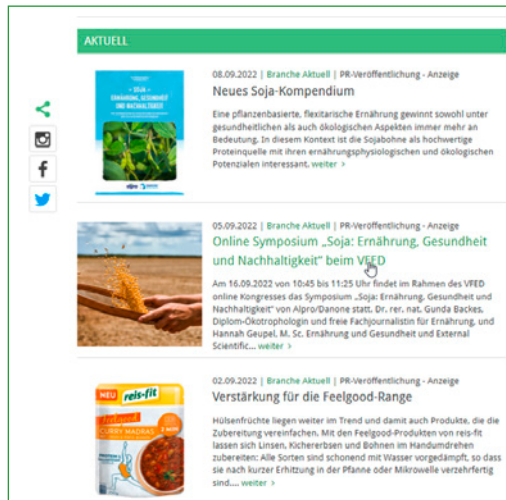 AKTUELL
08.09.2022 | Branche Aktuell | PR-Veröffentlichung - Anzeige
Neues Soja-Kompendium
Eine pflanzenbasierte, flexitarische Ernährung gewinnt sowohl unter
gesundheitlichen als auch ökologischen Aspekten immer mehr an
Bedeutung. In diesem Kontext ist die Sojabohne als hochwertige
Proteinquelle mit ihren ernährungsphysiologischen und ökologischen
Potenzialen interessant. weiter >
SOJA
ERNÄHRUNG, GESUNDHEIT
UND NACHHALTIGKEIT
05.09.2022 | Branche Aktuell | PR-Veröffentlichung - Anzeige
Online Symposium „Soja: Ernährung, Gesundheit
und Nachhaltigkeit“ beim VFED
Am 16.09.2022 von 10:45 bis 11:25 Uhr findet im Rahmen des VFED
online Kongresses das Symposium „Soja: Ernährung, Gesundheit und
Nachhaltigkeit“ von Alpro/Danone statt. Dr. rer. nat. Gunda Backes,
Diplom-Ökotrophologin und freie Fachjournalistin für Ernährung, und
Hannah Geupel, M. Sc. Ernährung und Gesundheit und External
Scientific... weiter >
02.09.2022 | Branche Aktuell | PR-Veröffentlichung - Anzeige
Verstärkung für die Feelgood-Range
Hülsenfrüchte liegen weiter im Trend und damit auch Produkte, die die
Zubereitung vereinfachen. Mit den Feelgood-Produkten von reis-fit
lassen sich Linsen, Kichererbsen und Bohnen im Handumdrehen
zubereiten: Alle Sorten sind schonend mit Wasser vorgedämpft, so dass
sie nach kurzer Erhitzung in der Pfanne oder Mikrowelle verzehrfertig
sind.... weiter >
NEU
reis-fit
CURRY MADRAS
2 MIN